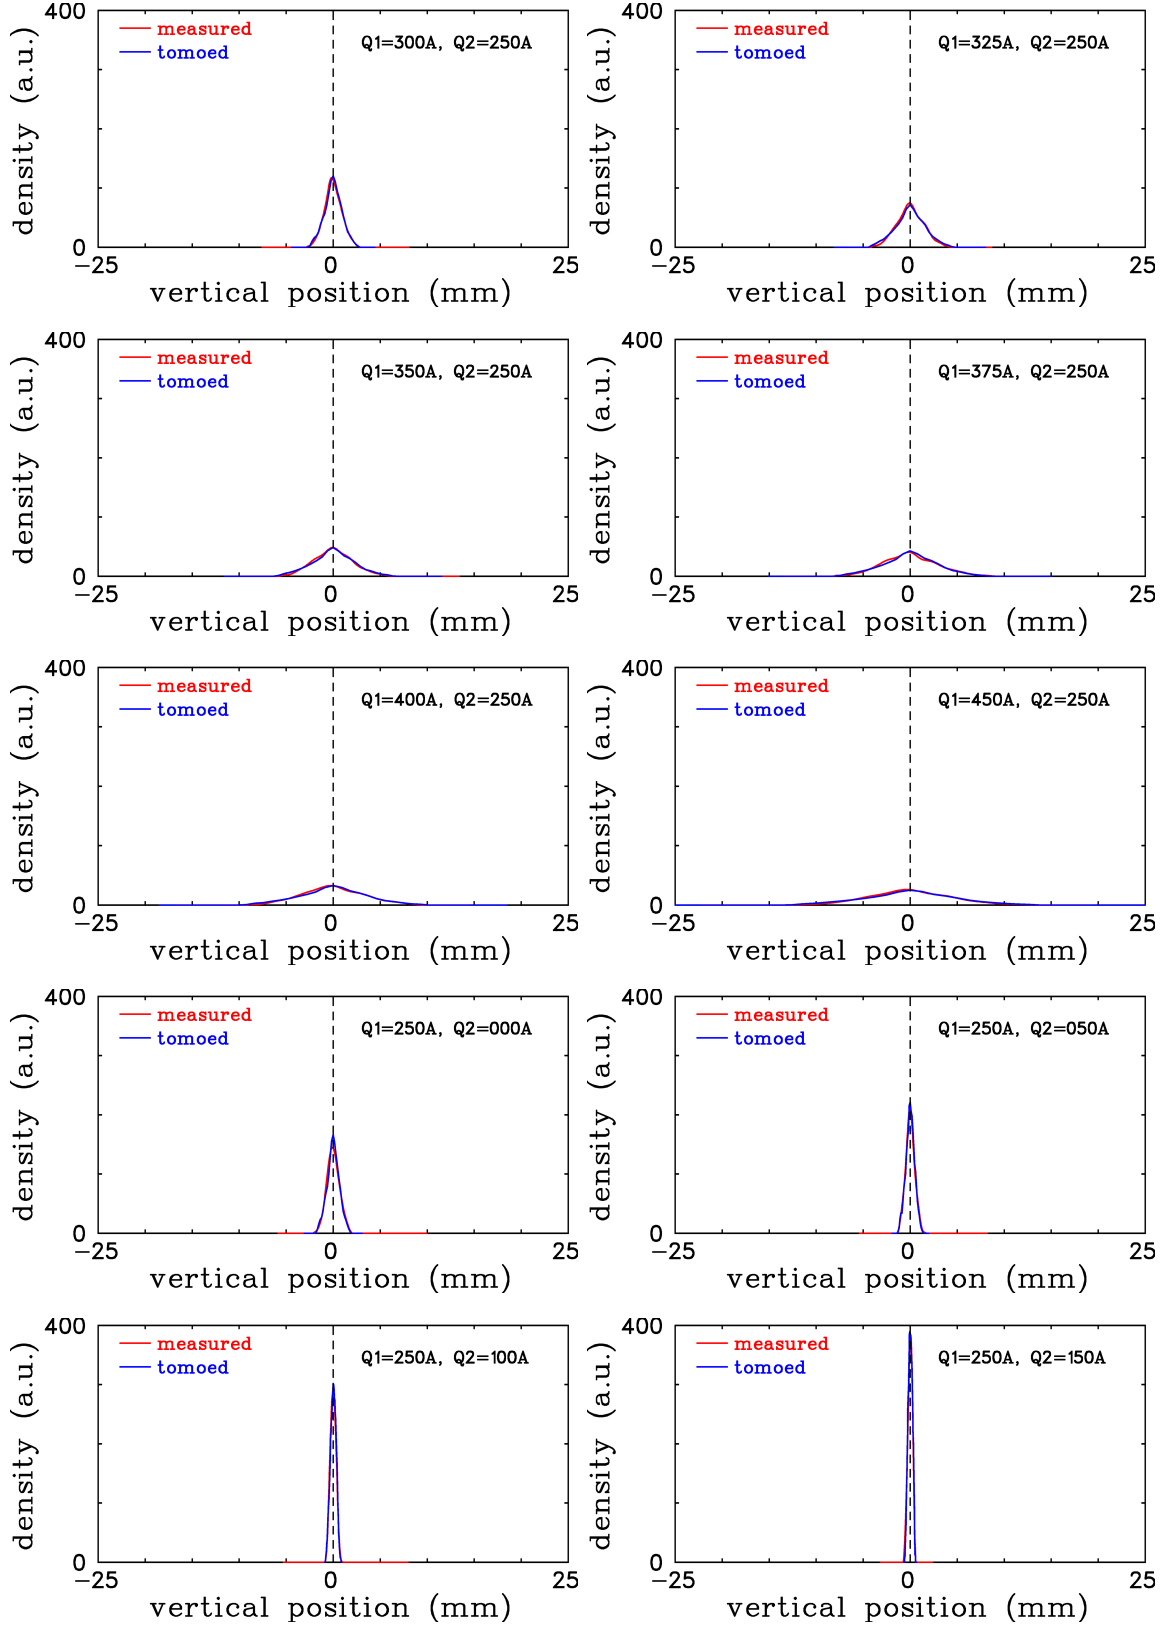 400
measured
tomoed
Q1=300A, Q2=250A
density (a.u.)
0
−25
0
25
vertical position (mm)
400
measured
tomoed
Q1=325A, Q2=250A
density (a.u.)
0
−25
0
25
vertical position (mm)
400
measured
tomoed
Q1=350A, Q2=250A
density (a.u.)
0
−25
0
25
vertical position (mm)
400
measured
tomoed
Q1=375A, Q2=250A
density (a.u.)
0
−25
0
25
vertical position (mm)
400
measured
tomoed
Q1=400A, Q2=250A
density (a.u.)
0
−25
0
25
vertical position (mm)
400
measured
tomoed
Q1=450A, Q2=250A
density (a.u.)
0
−25
0
25
vertical position (mm)
400
measured
tomoed
Q1=250A, Q2=000A
density (a.u.)
0
−25
0
25
vertical position (mm)
400
measured
tomoed
Q1=250A, Q2=050A
density (a.u.)
0
−25
0
25
vertical position (mm)
400
measured
tomoed
Q1=250A, Q2=100A
density (a.u.)
0
−25
0
25
vertical position (mm)
400
measured
tomoed
Q1=250A, Q2=150A
density (a.u.)
0
−25
0
25
vertical position (mm)